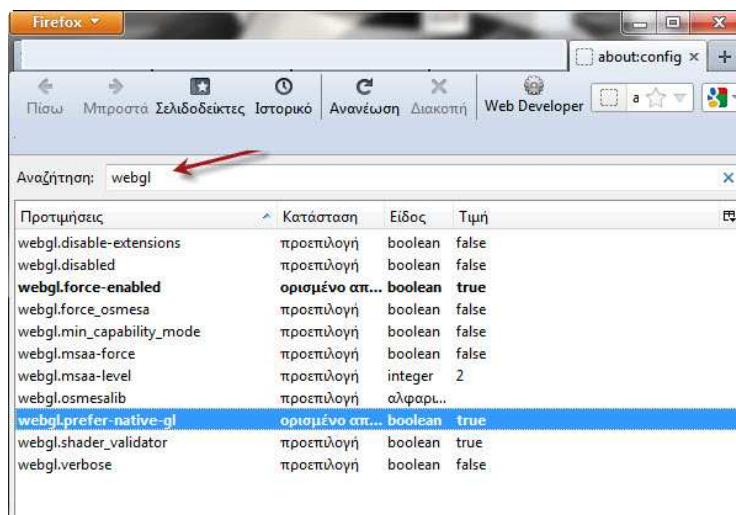 Firefox
about:config
Πίσω Μπροστά Σελιδοδείκτες Ιστορικό Ανανέωση Διακοπή Web Developer a
Αναζήτηση: webgl
Προτιμήσεις Κατάσταση Είδος Τιμή
webgl.disable-extensions προεπιλογή boolean false
webgl.disabled προεπιλογή boolean false
webgl.force-enabled ορισμένο απ... boolean true
webgl.force_osmesa προεπιλογή boolean false
webgl.min_capability_mode προεπιλογή boolean false
webgl.msaa-force προεπιλογή boolean false
webgl.msaa-level προεπιλογή integer 2
webgl.osmesalib προεπιλογή αλφαρι...
webgl.prefer-native-gl ορισμένο απ... boolean true
webgl.shader_validator προεπιλογή boolean true
webgl.verbose προεπιλογή boolean false